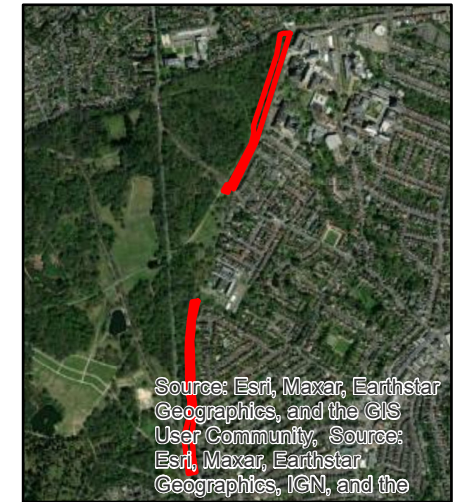 Source: Esri, Maxar, Earthstar
Geographics, and the GIS
User Community, Source:
Esri, Maxar, Earthstar
Geographics, IGN, and the